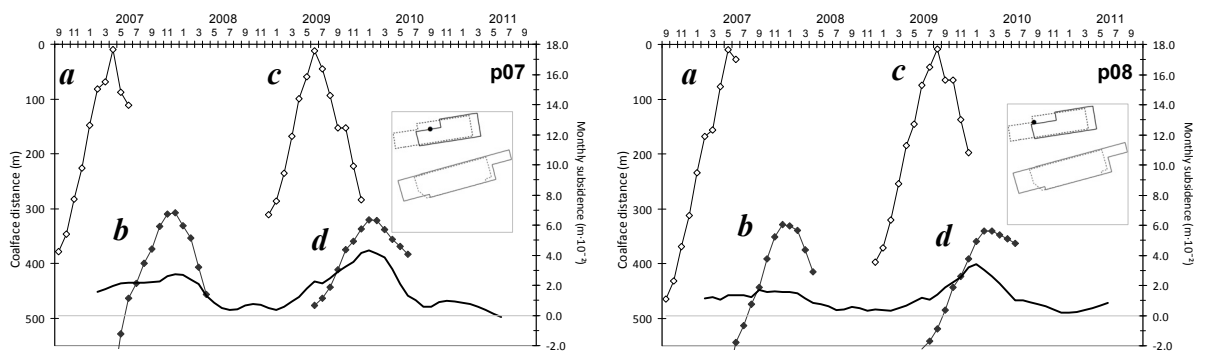 2007 2008 2009 2010 2011
9 11 1 3 5 7 9 11 1 3 5 7 9 11 1 3 5 7 9 11 1 3 5 7 9 11 1 3 5 7 9
Coalface distance (m)
0
100
200
300
400
500
a
b
c
d
p07
18.0
16.0
14.0
12.0
10.0
8.0
6.0
4.0
2.0
0.0
-2.0
Monthly subsidence (m·10⁻²)
2007 2008 2009 2010 2011
9 11 1 3 5 7 9 11 1 3 5 7 9 11 1 3 5 7 9 11 1 3 5 7 9 11 1 3 5 7 9
Coalface distance (m)
0
100
200
300
400
500
a
b
c
d
p08
18.0
16.0
14.0
12.0
10.0
8.0
6.0
4.0
2.0
0.0
-2.0
Monthly subsidence (m·10⁻²)